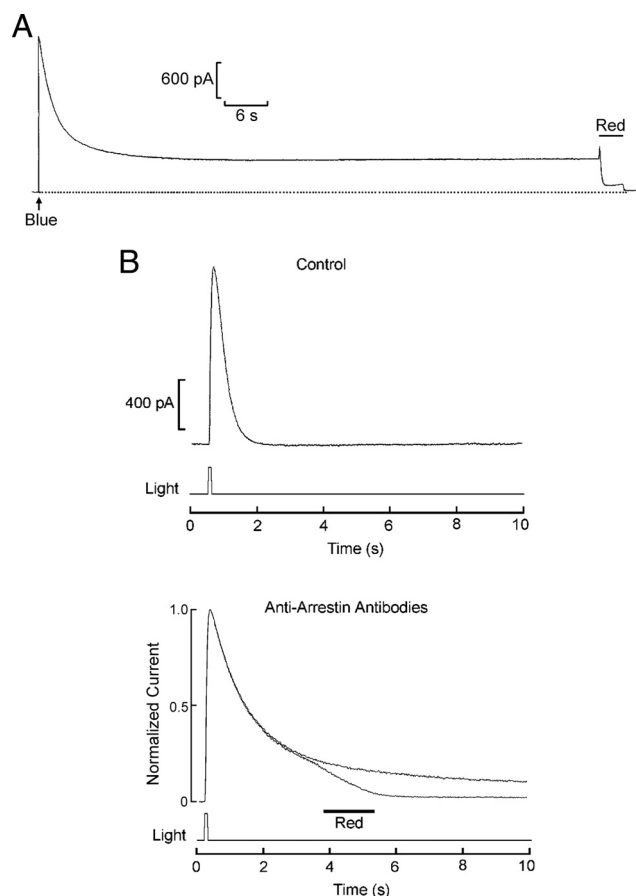 A
600 pA
6 s
Red
Blue
B
Control
400 pA
Light
0 2 4 6 8 10
Time (s)
Anti-Arrestin Antibodies
1.0
Normalized Current
0.5
0
Red
Light
0 2 4 6 8 10
Time (s)